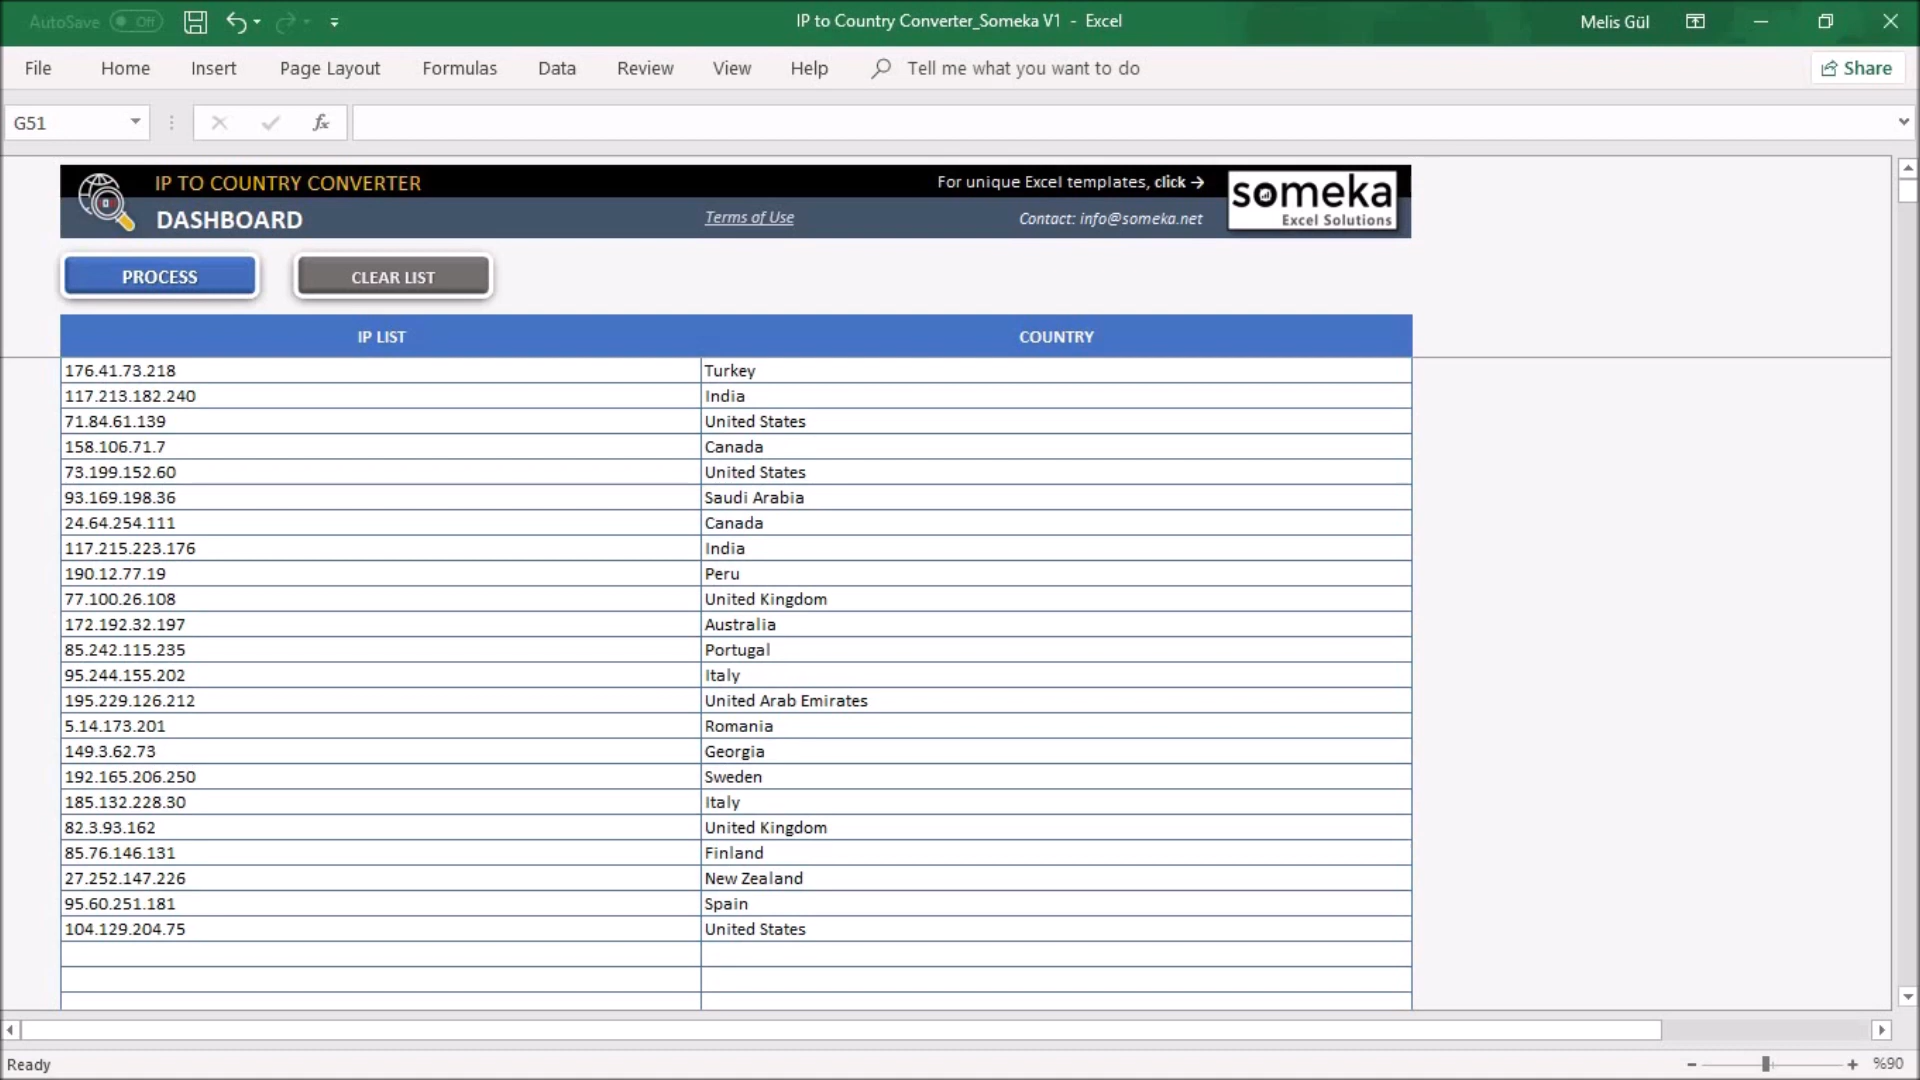 AutoSave Off
IP to Country Converter_Someka V1 - Excel
Melis Gül
File Home Insert Page Layout Formulas Data Review View Help Tell me what you want to do
Share
G51
fx
IP TO COUNTRY CONVERTER
For unique Excel templates, click →
DASHBOARD
Terms of Use
Contact: info@someka.net
someka
Excel Solutions
PROCESS
CLEAR LIST
IP LIST COUNTRY
176.41.73.218 Turkey
117.213.182.240 India
71.84.61.139 United States
158.106.71.7 Canada
73.199.152.60 United States
93.169.198.36 Saudi Arabia
24.64.254.111 Canada
117.215.223.176 India
190.12.77.19 Peru
77.100.26.108 United Kingdom
172.192.32.197 Australia
85.242.115.235 Portugal
95.244.155.202 Italy
195.229.126.212 United Arab Emirates
5.14.173.201 Romania
149.3.62.73 Georgia
192.165.206.250 Sweden
185.132.228.30 Italy
82.3.93.162 United Kingdom
85.76.146.131 Finland
27.252.147.226 New Zealand
95.60.251.181 Spain
104.129.204.75 United States
Ready
%90